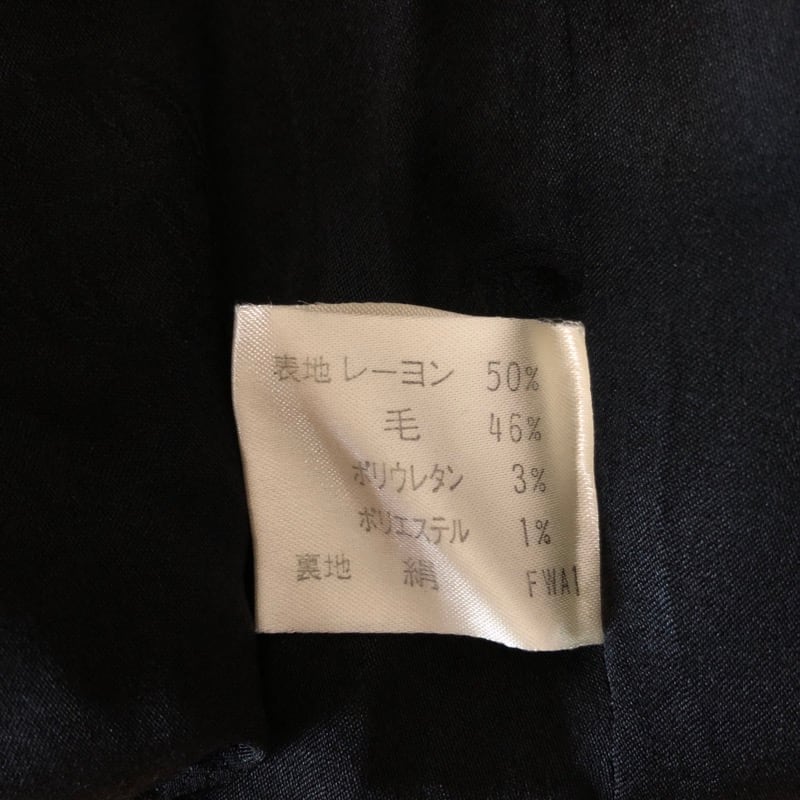 表地 レーヨン 50%
毛 46%
ポリウレタン 3%
ポリエステル 1%
裏地 絹 FWA1